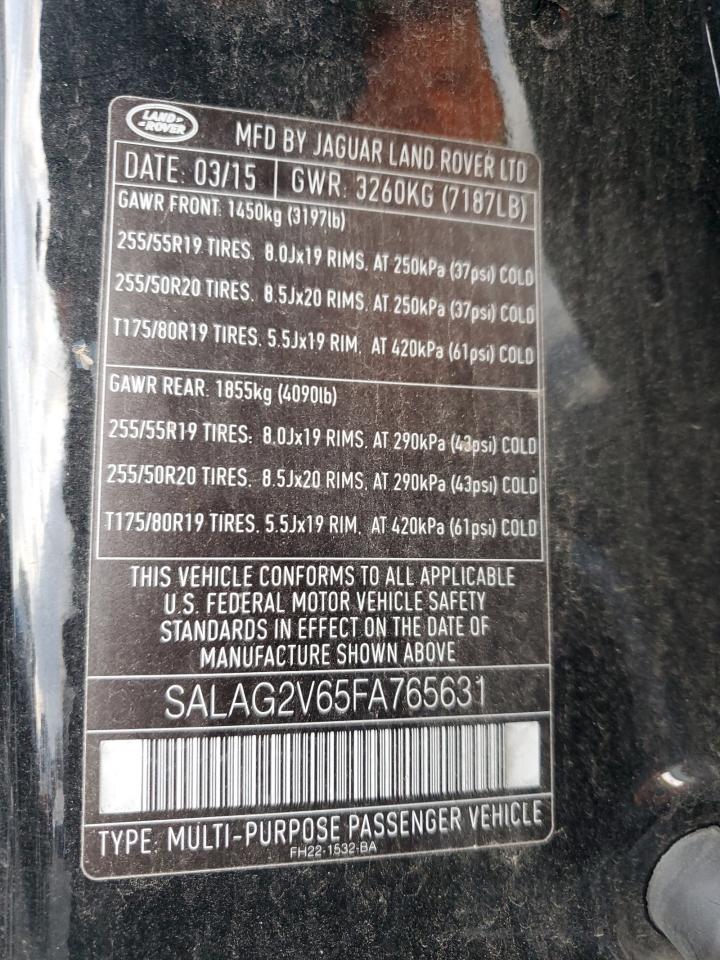 LAND ROVER
MFD BY JAGUAR LAND ROVER LTD
DATE: 03/15 GWR: 3260KG (7187LB)
GAWR FRONT: 1450kg (3197lb)
255/55R19 TIRES, 8.0Jx19 RIMS, AT 250kPa (37psi) COLD
255/50R20 TIRES, 8.5Jx20 RIMS, AT 250kPa (37psi) COLD
T175/80R19 TIRES, 5.5Jx19 RIM, AT 420kPa (61psi) COLD
GAWR REAR: 1855kg (4090lb)
255/55R19 TIRES, 8.0Jx19 RIMS, AT 290kPa (43psi) COLD
255/50R20 TIRES, 8.5Jx20 RIMS, AT 290kPa (43psi) COLD
T175/80R19 TIRES, 5.5Jx19 RIM, AT 420kPa (61psi) COLD
THIS VEHICLE CONFORMS TO ALL APPLICABLE
U.S. FEDERAL MOTOR VEHICLE SAFETY
STANDARDS IN EFFECT ON THE DATE OF
MANUFACTURE SHOWN ABOVE
SALAG2V65FA765631
TYPE: MULTI-PURPOSE PASSENGER VEHICLE
FH22-1532-BA